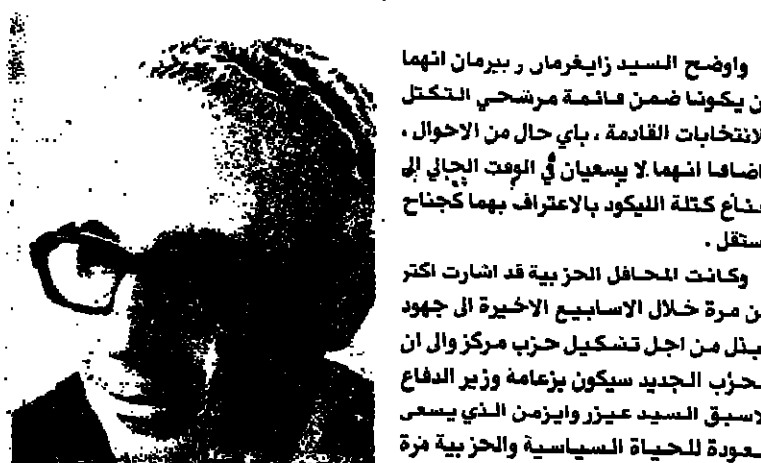 واوضح السيد زايغرمان و بيرمان انهما
ن يكونا ضمن قائمة مرشحي التكتل
لانتخابات القادمة ، باي حال من الاحوال ،
اضافا انهما لا يسعيان في الوقت الحالي الى
قناع كتلة الليكود بالاعتراف بهما كجناح
ستقل .
وكانت المحافل الحزبية قد اشارت اكثر
ن مرة خلال الاسابيع الاخيرة الى جهود
بذل من اجل تشكيل حزب مركز والى ان
لحزب الجديد سيكون بزعامة وزير الدفاع
لاسبق السيد عيزر وايزمن الذي يسعى
لعودة للحياة السياسية والحزبية مرة